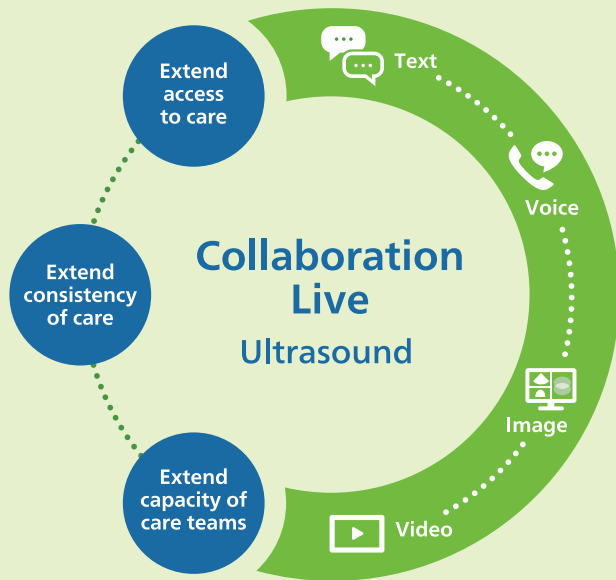 Extend
access
to care
Extend
consistency
of care
Extend
capacity of
care teams
Collaboration
Live
Ultrasound
Text
Voice
Image
Video